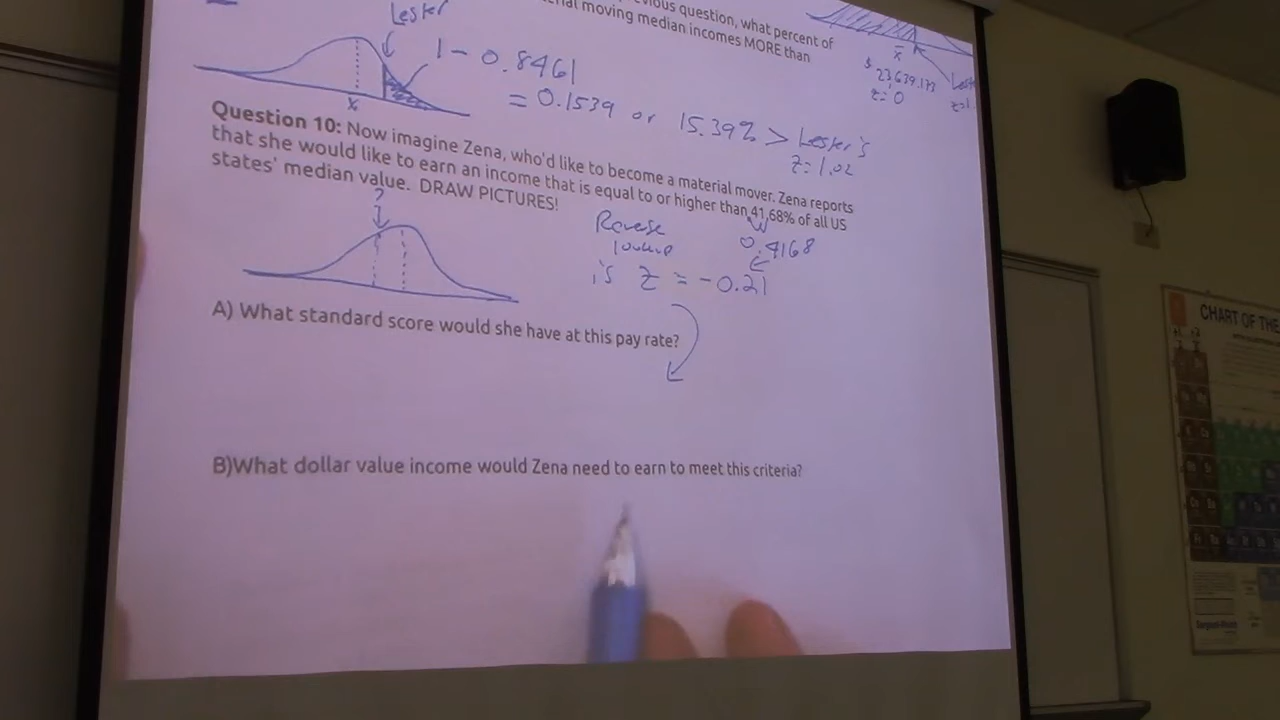 vious question, what percent of
moving median incomes MORE than
Lester
1 - 0.8461
= 0.1539 or 15.39% > Lester's
z = 1.02
x̄
$ 23,639.173
z = 0
x
Question 10: Now imagine Zena, who'd like to become a material mover. Zena reports
that she would like to earn an income that is equal to or higher than 41.68% of all US
states' median value. DRAW PICTURES!
?
Reverse
lookup
0.4168
is z = -0.21
A) What standard score would she have at this pay rate?
B)What dollar value income would Zena need to earn to meet this criteria?
CHART OF THE